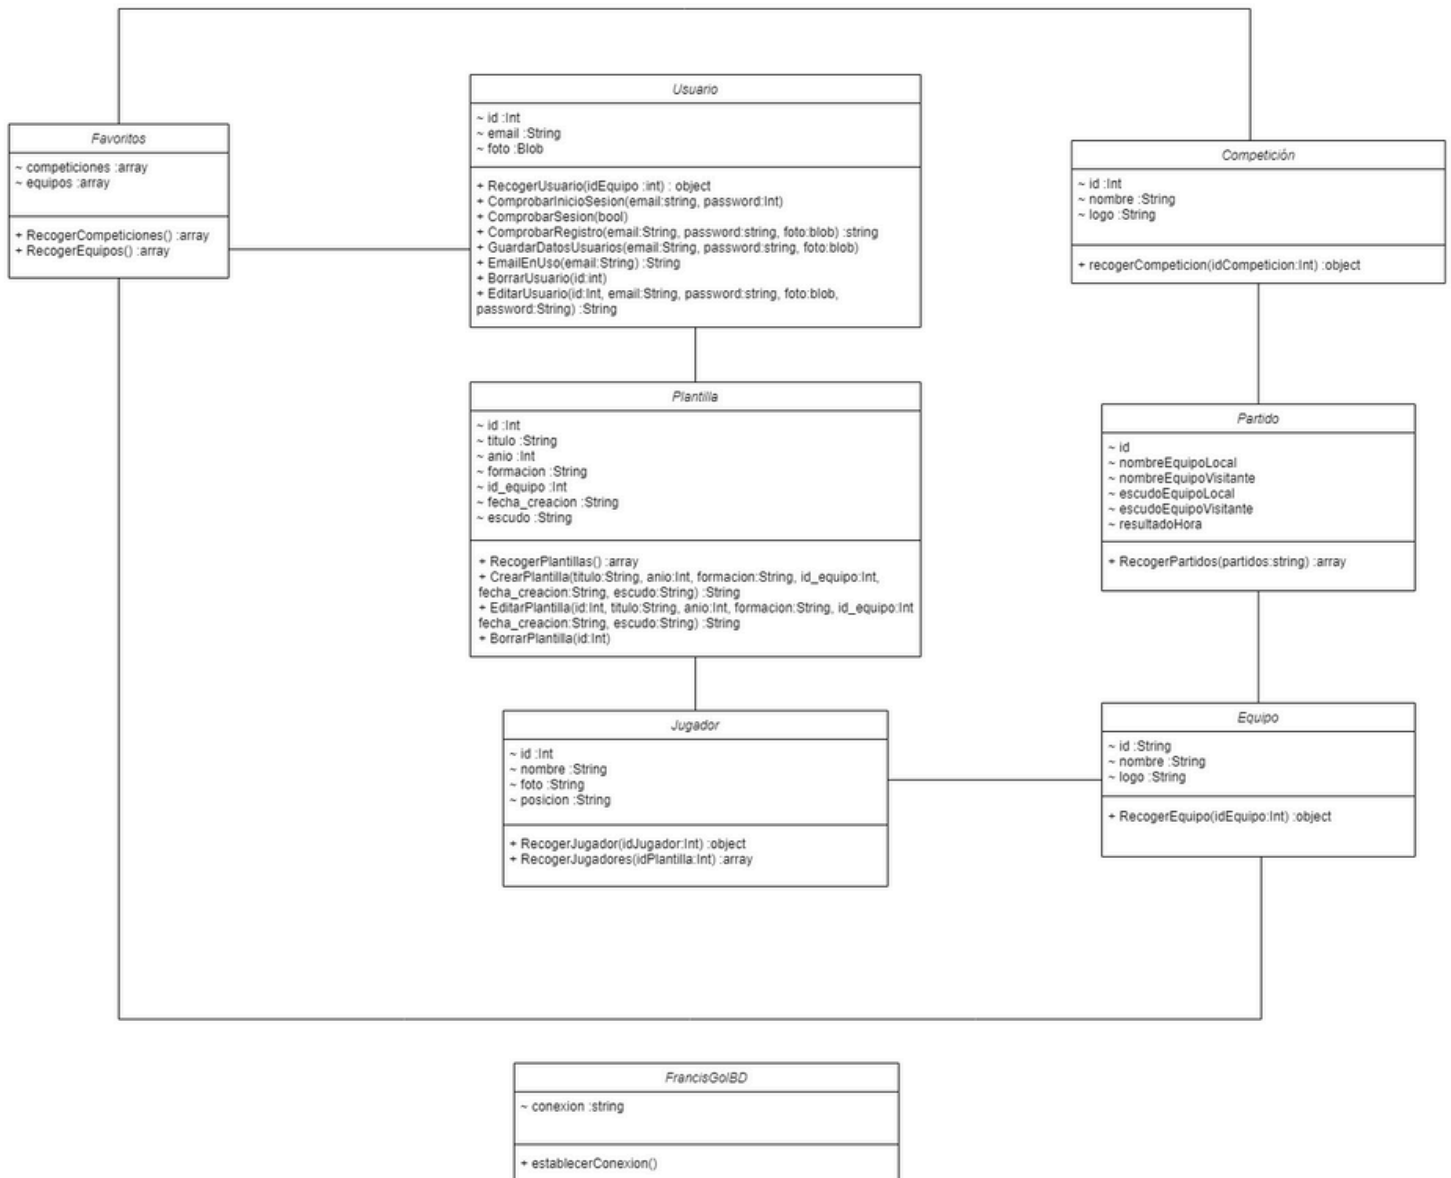 Usuario
~ id :Int
~ email :String
~ foto :Blob
+ RecogerUsuario(idEquipo :int) : object
+ ComprobarInicioSesion(email:string, password:Int)
+ ComprobarSesion(bool)
+ ComprobarRegistro(email:String, password:string, foto:blob) :string
+ GuardarDatosUsuarios(email:String, password:string, foto:blob)
+ EmailEnUso(email:String) :String
+ BorrarUsuario(id:int)
+ EditarUsuario(id:Int, email:String, password:string, foto:blob,
password:String) :String
Favoritos
~ competiciones :array
~ equipos :array
+ RecogerCompeticiones() :array
+ RecogerEquipos() :array
Competición
~ id :Int
~ nombre :String
~ logo :String
+ recogerCompeticion(idCompeticion:Int) :object
Plantilla
~ id :Int
~ titulo :String
~ anio :Int
~ formacion :String
~ id_equipo :Int
~ fecha_creacion :String
~ escudo :String
+ RecogerPlantillas() :array
+ CrearPlantilla(titulo:String, anio:Int, formacion:String, id_equipo:Int,
fecha_creacion:String, escudo:String) :String
+ EditarPlantilla(id:Int, titulo:String, anio:Int, formacion:String, id_equipo:Int
fecha_creacion:String, escudo:String) :String
+ BorrarPlantilla(id:Int)
Partido
~ id
~ nombreEquipoLocal
~ nombreEquipoVisitante
~ escudoEquipoLocal
~ escudoEquipoVisitante
~ resultadoHora
+ RecogerPartidos(partidos:string) :array
Jugador
~ id :Int
~ nombre :String
~ foto :String
~ posicion :String
+ RecogerJugador(idJugador:Int) :object
+ RecogerJugadores(idPlantilla:Int) :array
Equipo
~ id :String
~ nombre :String
~ logo :String
+ RecogerEquipo(idEquipo:Int) :object
FrancisGolBD
~ conexion :string
+ establecerConexion()